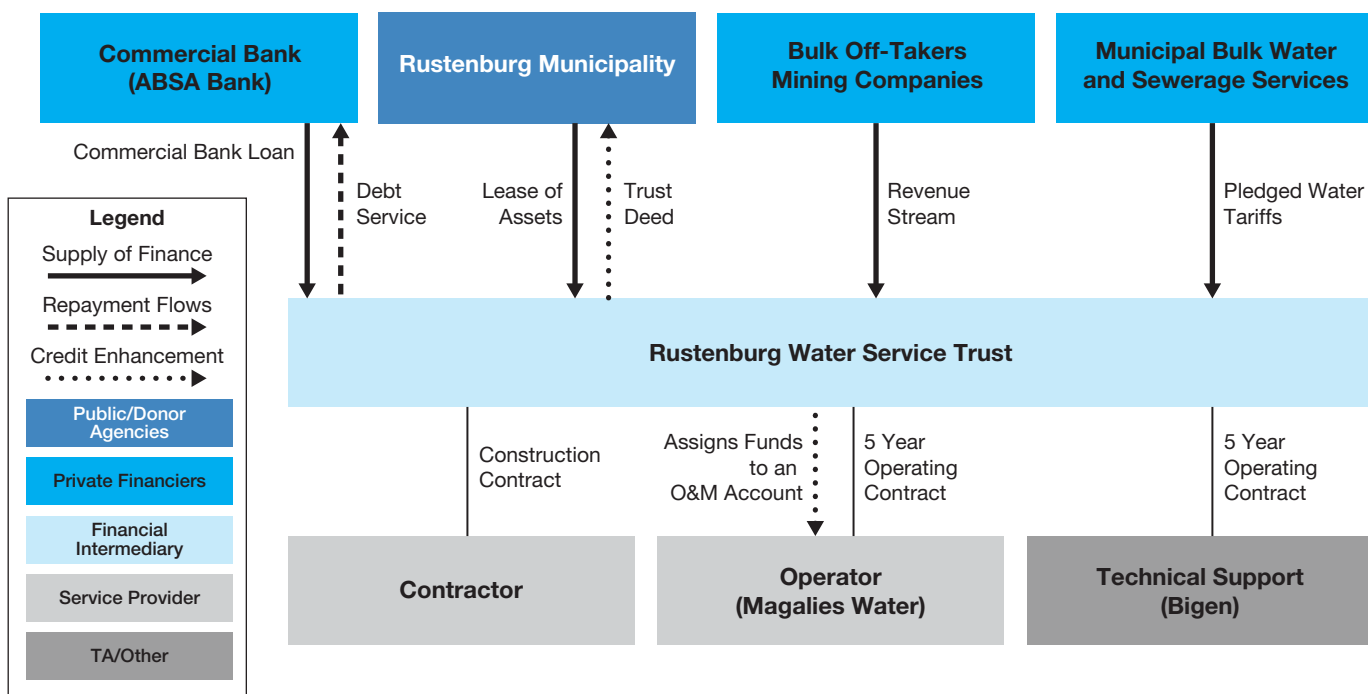 Commercial Bank
(ABSA Bank)
Rustenburg Municipality
Bulk Off-Takers
Mining Companies
Municipal Bulk Water
and Sewerage Services
Commercial Bank Loan
Debt
Service
Lease of
Assets
Trust
Deed
Revenue
Stream
Pledged Water
Tariffs
Legend
Supply of Finance
Repayment Flows
Credit Enhancement
Public/Donor
Agencies
Private Financiers
Financial
Intermediary
Service Provider
TA/Other
Rustenburg Water Service Trust
Construction
Contract
Assigns Funds
to an
O&M Account
5 Year
Operating
Contract
5 Year
Operating
Contract
Contractor
Operator
(Magalies Water)
Technical Support
(Bigen)